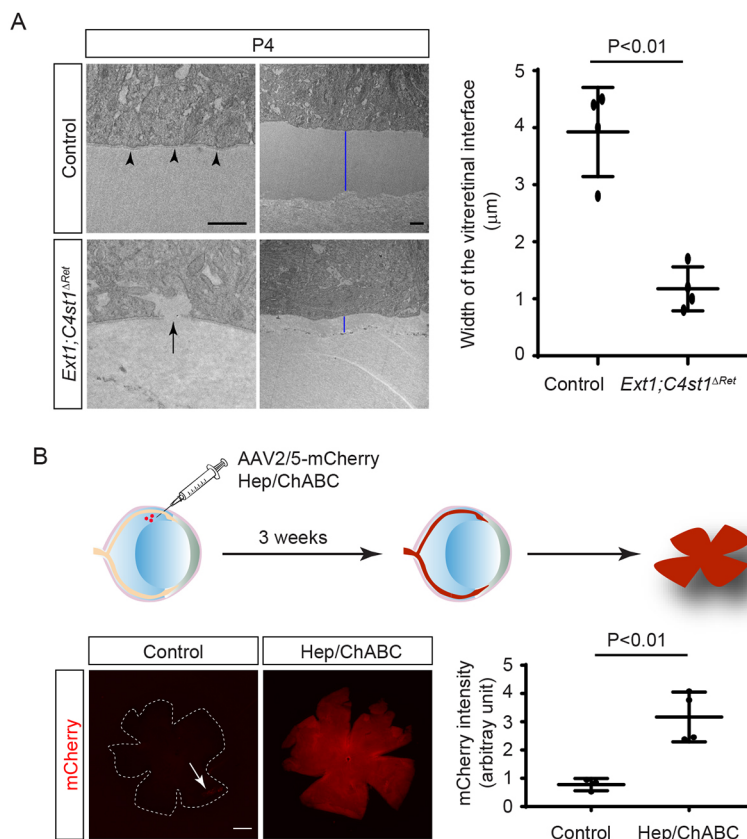 A
P4
Control
Ext1;C4st1ΔRet
P<0.01
Width of the vitreretinal interface
(μm)
5
4
3
2
1
0
Control
Ext1;C4st1ΔRet
B
AAV2/5-mCherry
Hep/ChABC
3 weeks
Control
Hep/ChABC
mCherry
P<0.01
mCherry intensity
(arbitray unit)
5
4
3
2
1
0
Control
Hep/ChABC